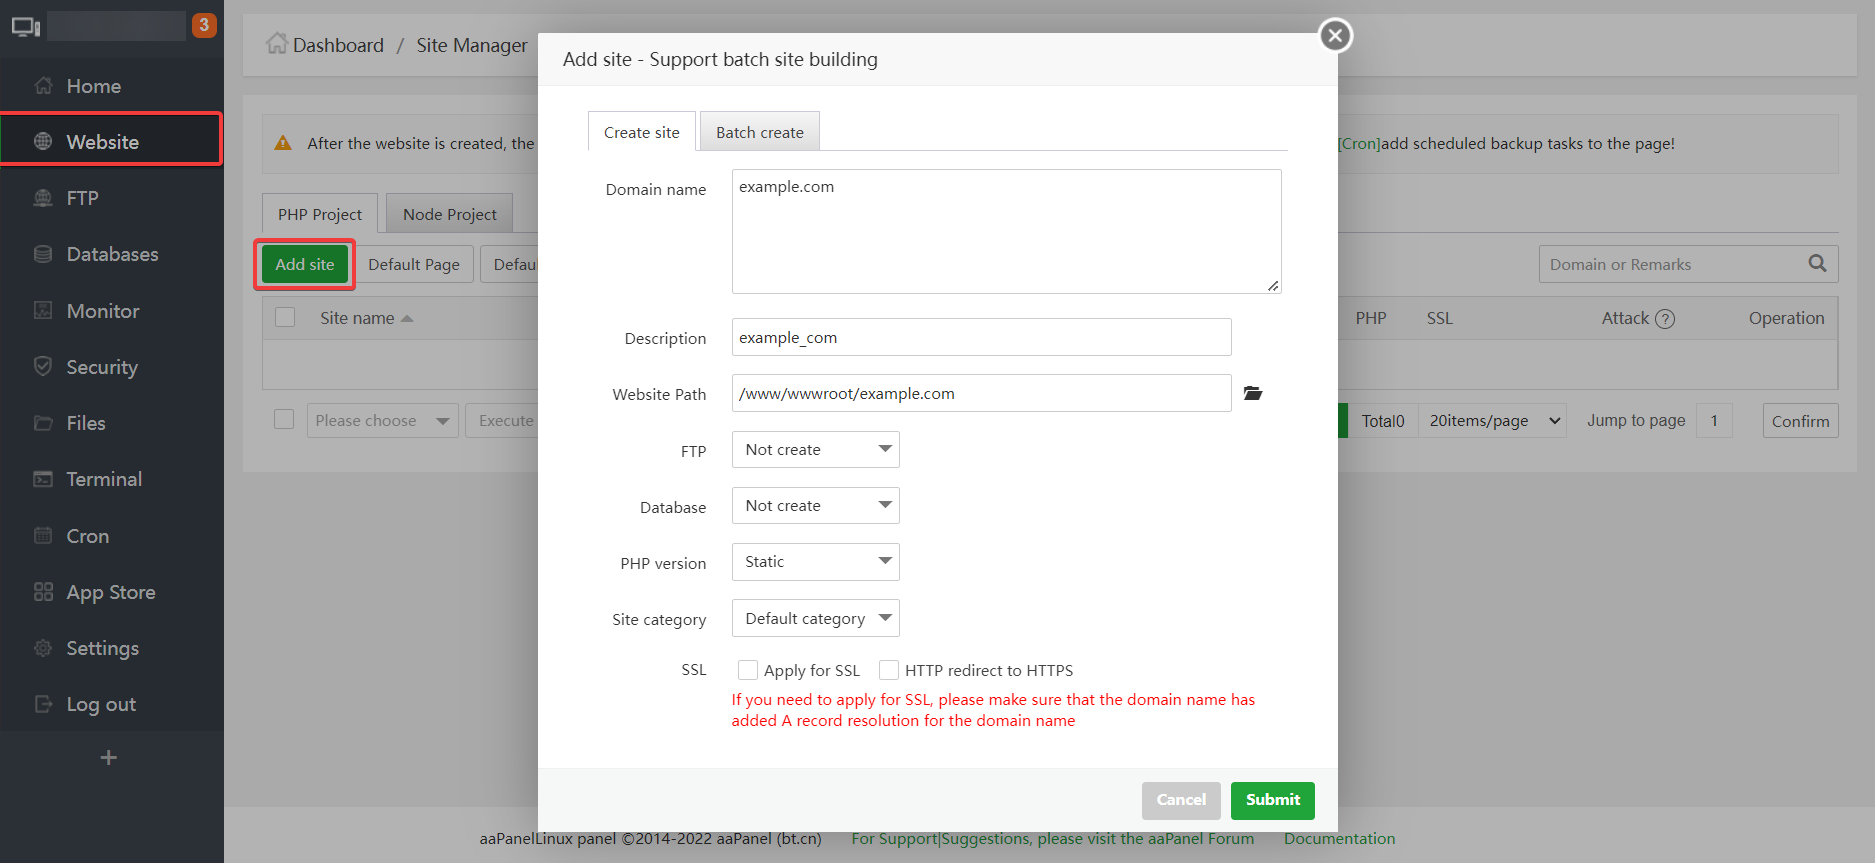 3
Home
Website
FTP
Databases
Monitor
Security
Files
Terminal
Cron
App Store
Settings
Log out
+
Dashboard / Site Manager
After the website is created, the
[Cron]add scheduled backup tasks to the page!
PHP Project
Node Project
Add site
Default Page
Defau
Domain or Remarks
Site name
PHP
SSL
Attack ?
Operation
Please choose
Execute
Total0
20items/page
Jump to page
1
Confirm
Add site - Support batch site building
Create site
Batch create
Domain name
example.com
Description
example_com
Website Path
/www/wwwroot/example.com
FTP
Not create
Database
Not create
PHP version
Static
Site category
Default category
SSL
Apply for SSL
HTTP redirect to HTTPS
If you need to apply for SSL, please make sure that the domain name has
added A record resolution for the domain name
Cancel
Submit
aaPanelLinux panel ©2014-2022 aaPanel (bt.cn)
For Support|Suggestions, please visit the aaPanel Forum
Documentation